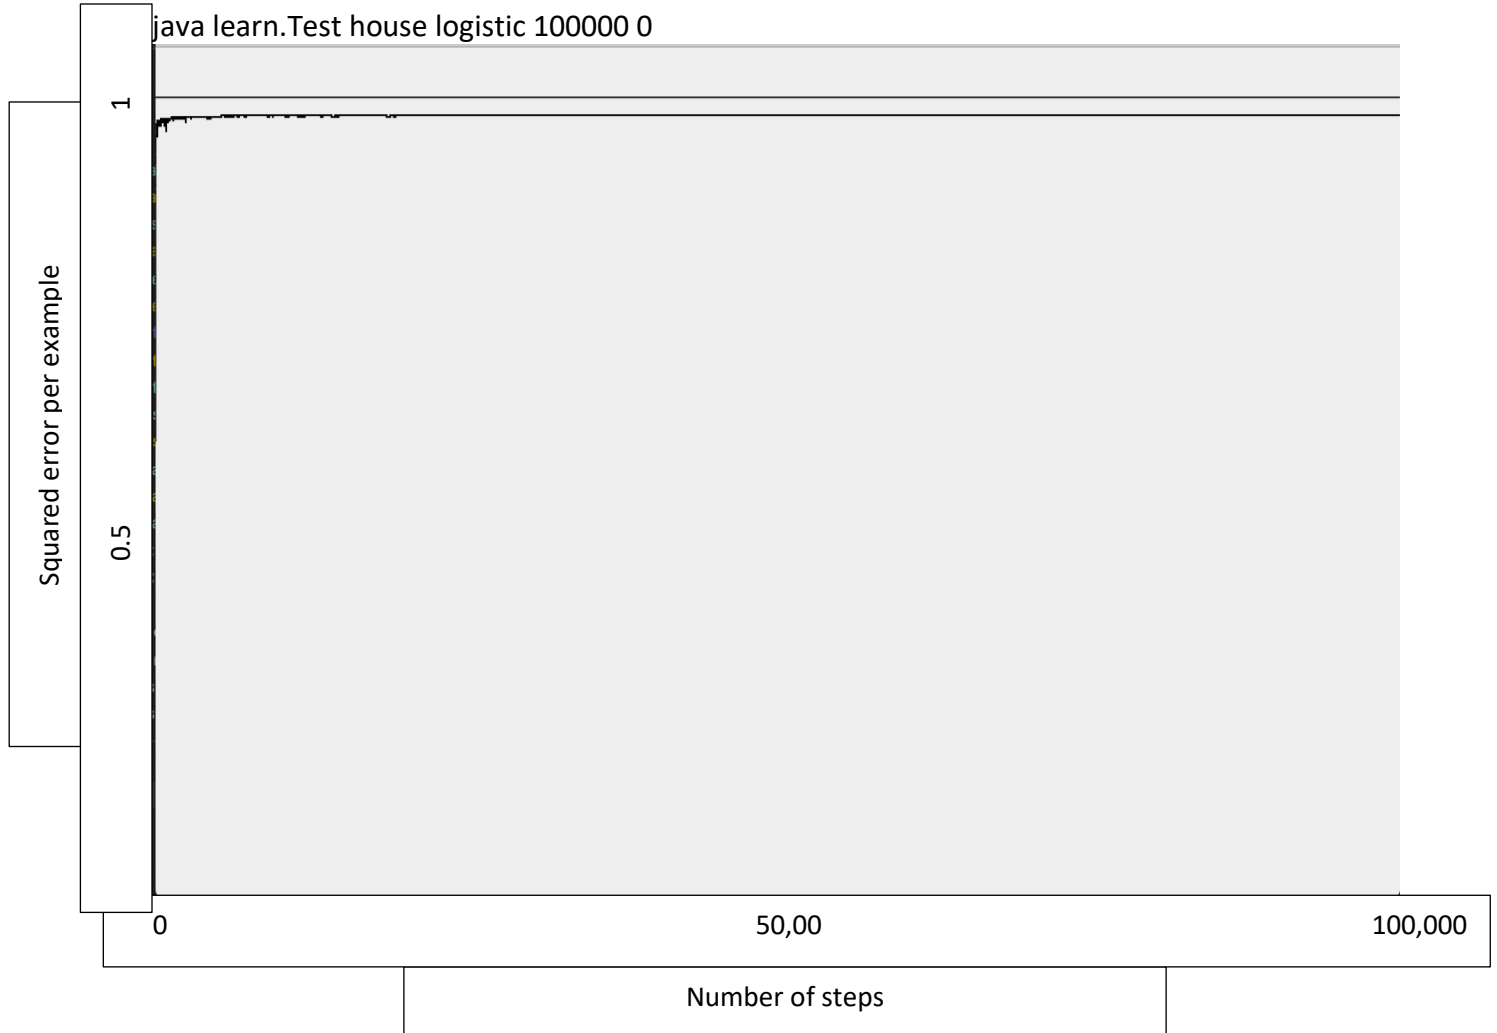 java learn.Test house logistic 100000 0
1
Squared error per example
0.5
0 50,00 100,000
Number of steps